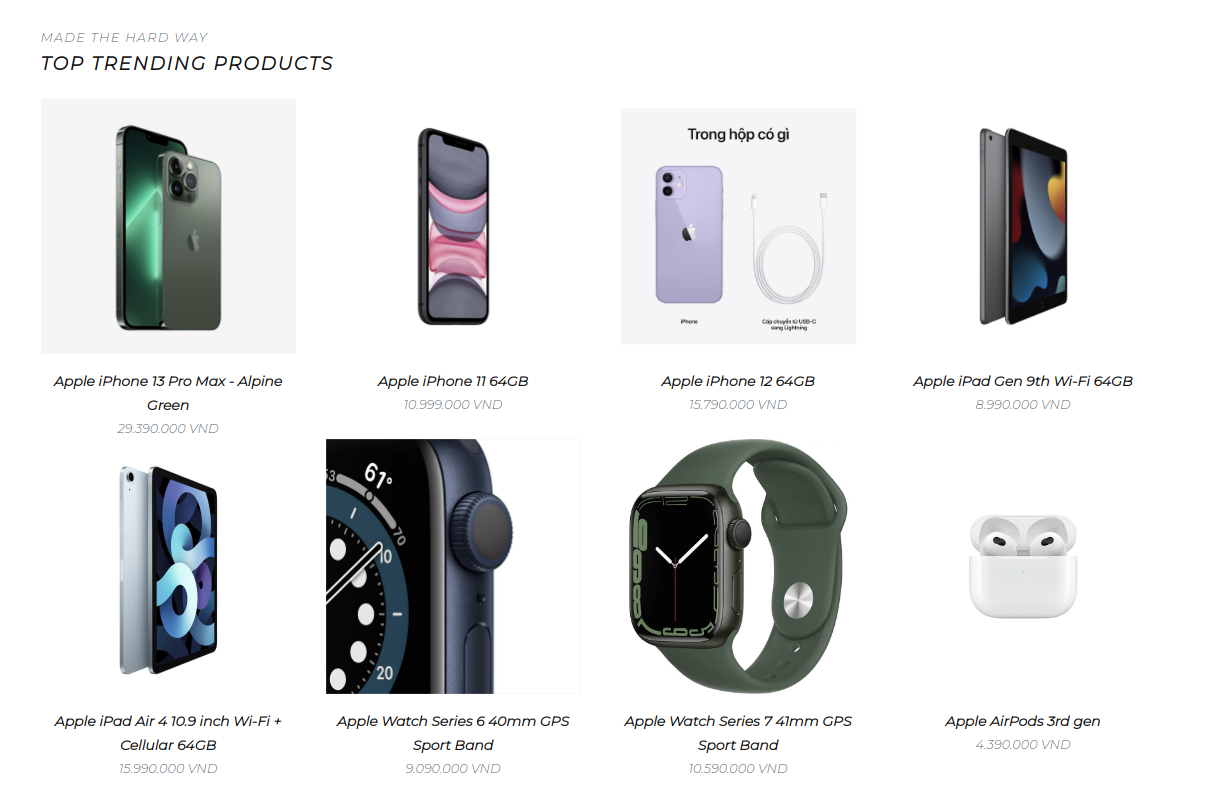 MADE THE HARD WAY
TOP TRENDING PRODUCTS
Trong hộp có gì
iPhone
Cáp chuyển từ USB-C
sang Lightning
Apple iPhone 13 Pro Max - Alpine
Green
29.390.000 VND
Apple iPhone 11 64GB
10.999.000 VND
Apple iPhone 12 64GB
15.790.000 VND
Apple iPad Gen 9th Wi-Fi 64GB
8.990.000 VND
53
61°
70
10
20
Apple iPad Air 4 10.9 inch Wi-Fi +
Cellular 64GB
15.990.000 VND
Apple Watch Series 6 40mm GPS
Sport Band
9.090.000 VND
Apple Watch Series 7 41mm GPS
Sport Band
10.590.000 VND
Apple AirPods 3rd gen
4.390.000 VND